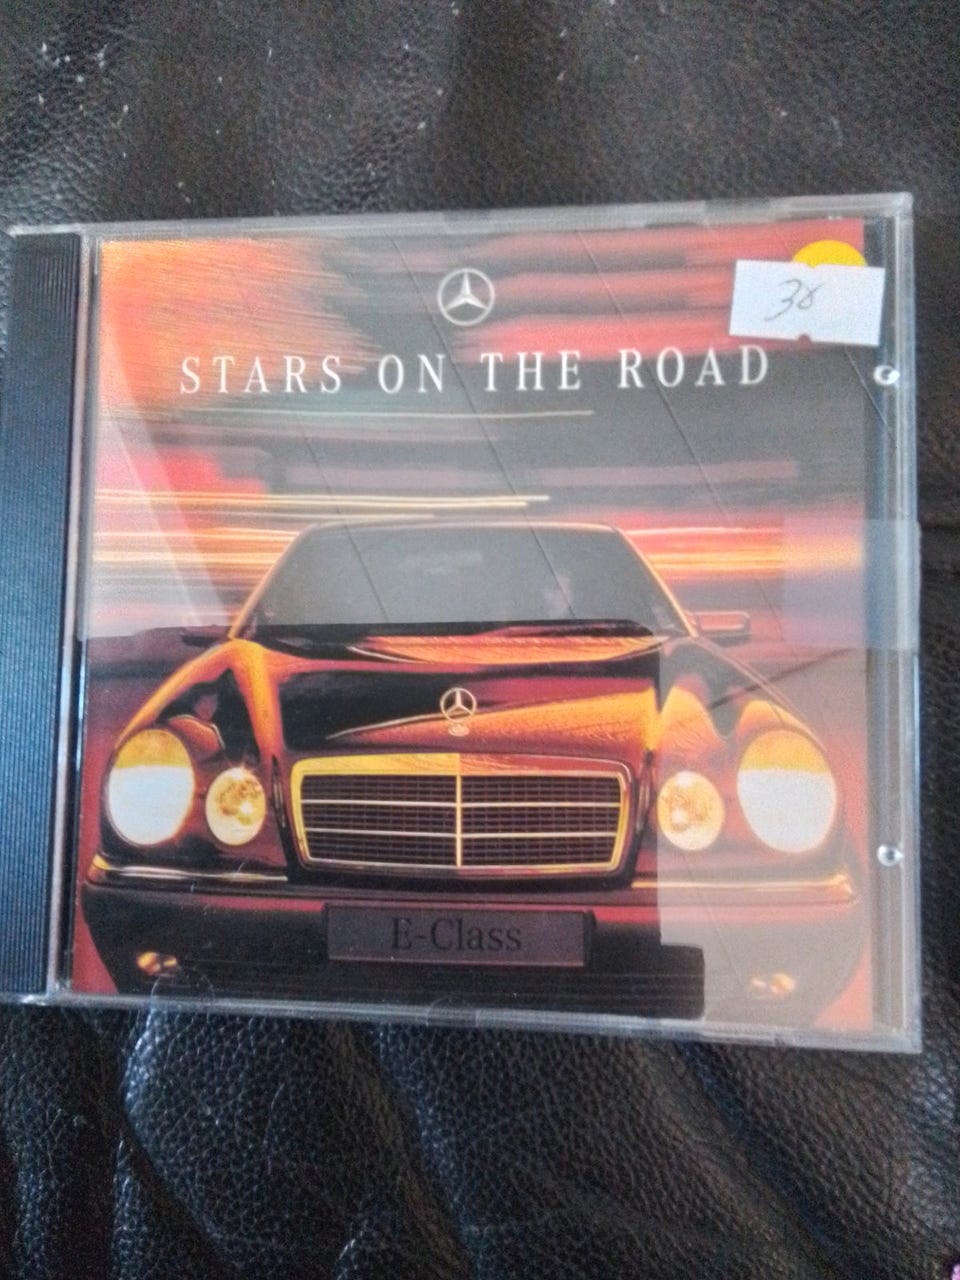 38
STARS ON THE ROAD
E-Class